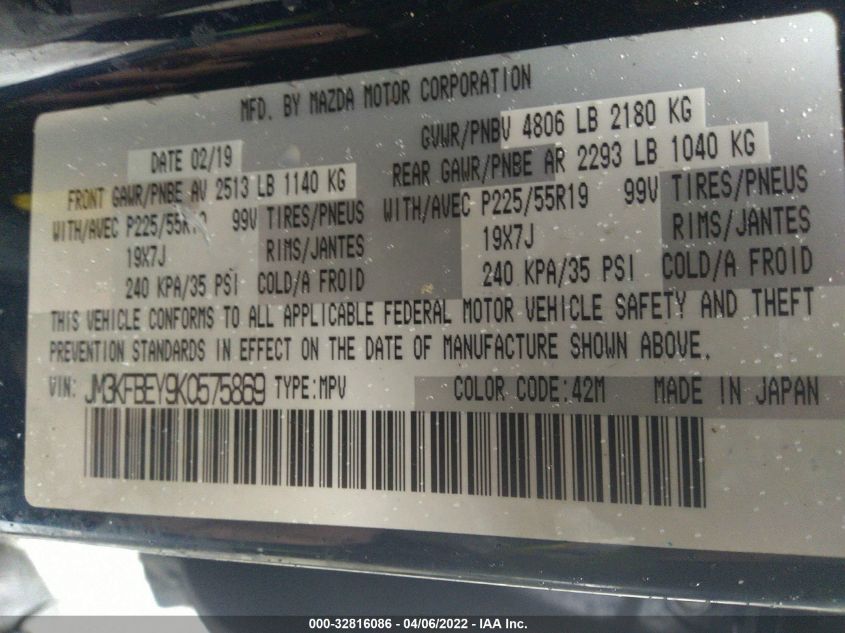 MFD. BY MAZDA MOTOR CORPORATION
DATE 02/19 GVWR/PNBV 4806 LB 2180 KG
FRONT GAWR/PNBE AV 2513 LB 1140 KG REAR GAWR/PNBE AR 2293 LB 1040 KG
WITH/AVEC P225/55R19 99V TIRES/PNEUS WITH/AVEC P225/55R19 99V TIRES/PNEUS
19X7J RIMS/JANTES 19X7J RIMS/JANTES
240 KPA/35 PSI COLD/A FROID 240 KPA/35 PSI COLD/A FROID
THIS VEHICLE CONFORMS TO ALL APPLICABLE FEDERAL MOTOR VEHICLE SAFETY AND THEFT
PREVENTION STANDARDS IN EFFECT ON THE DATE OF MANUFACTURE SHOWN ABOVE.
VIN: JM3KFBEY9K0575869 TYPE:MPV COLOR CODE:42M MADE IN JAPAN
000-32816086 - 04/06/2022 - IAA Inc.